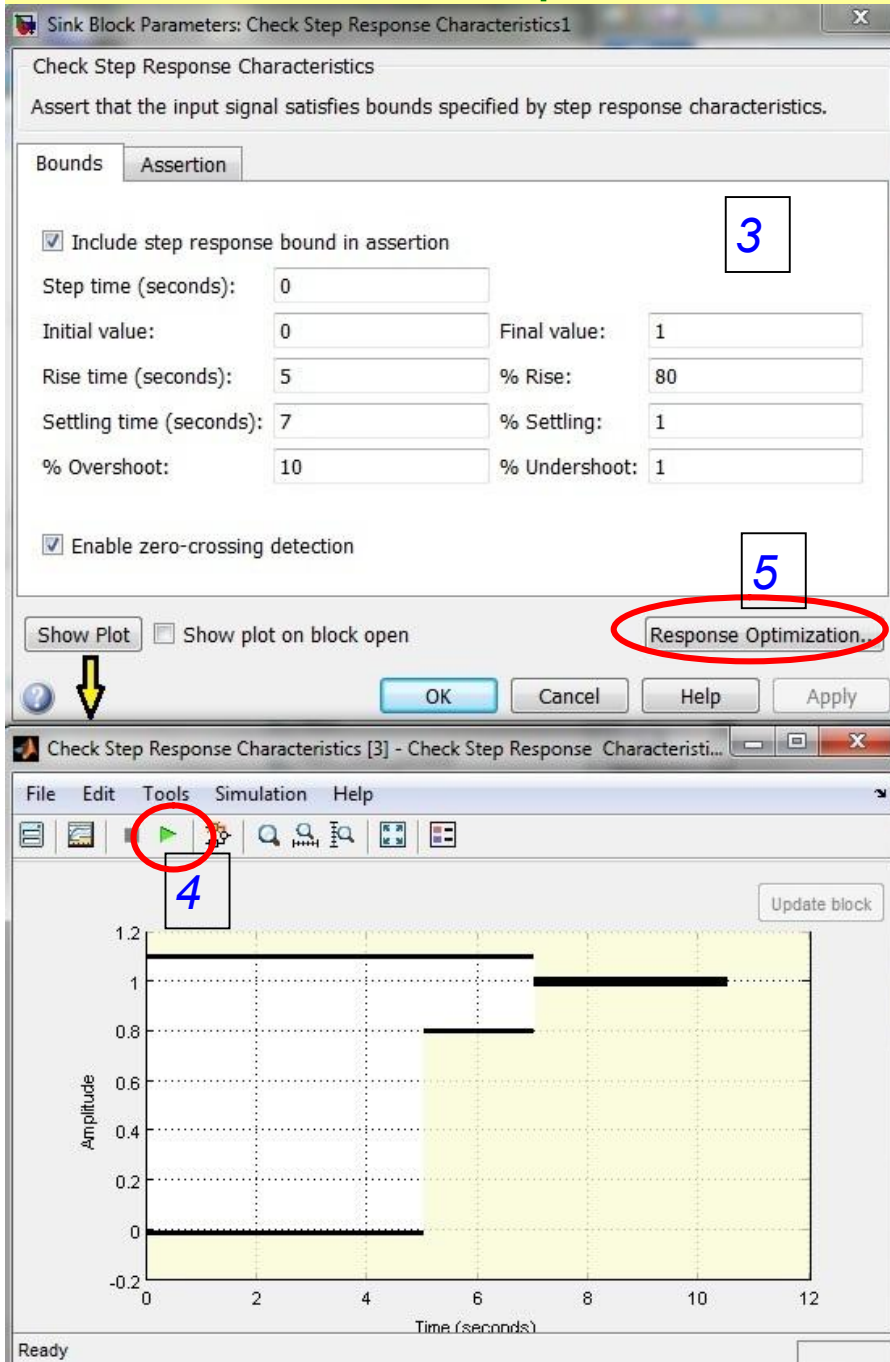 Sink Block Parameters: Check Step Response Characteristics1
Check Step Response Characteristics
Assert that the input signal satisfies bounds specified by step response characteristics.
Bounds Assertion
3
Include step response bound in assertion
Step time (seconds): 0
Initial value: 0 Final value: 1
Rise time (seconds): 5 % Rise: 80
Settling time (seconds): 7 % Settling: 1
% Overshoot: 10 % Undershoot: 1
Enable zero-crossing detection
5
Show Plot Show plot on block open Response Optimization...
OK Cancel Help Apply
Check Step Response Characteristics [3] - Check Step Response Characteristi...
File Edit Tools Simulation Help
4
Update block
1.2
1
0.8
0.6
0.4
0.2
0
-0.2
Amplitude
0 2 4 6 8 10 12
Time (seconds)
Ready